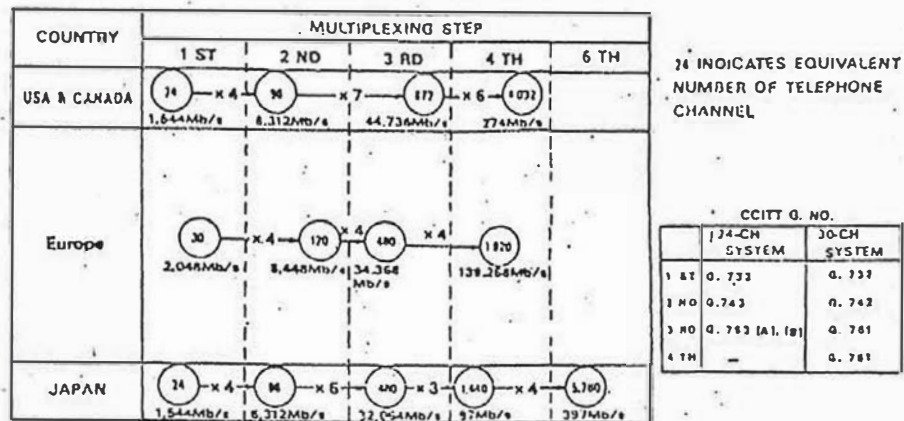 COUNTRY
MULTIPLEXING STEP
1 ST 2 ND 3 RD 4 TH 6 TH
USA & CANADA
24 x 4 96 x 7 x 6
1,644Mb/s 6,312Mb/s 44,736Mb/s 274Mb/s
Europe
30 x 4 120 x 4 480 x 4 1920
2,048Mb/s 8,448Mb/s 34,368 139,268Mb/s
Mb/s
JAPAN
24 x 4 96 x 5 480 x 3 1,440 x 4 5,760
1,544Mb/s 6,312Mb/s 32,064Mb/s 97Mb/s 397Mb/s
24 INDICATES EQUIVALENT
NUMBER OF TELEPHONE
CHANNEL
CCITT G. NO.
24-CH
SYSTEM
30-CH
SYSTEM
1 ST G. 733 G. 732
2 ND G.743 G. 742
3 RD G. 752 [A], [B] G. 751
4 TH — G. 751